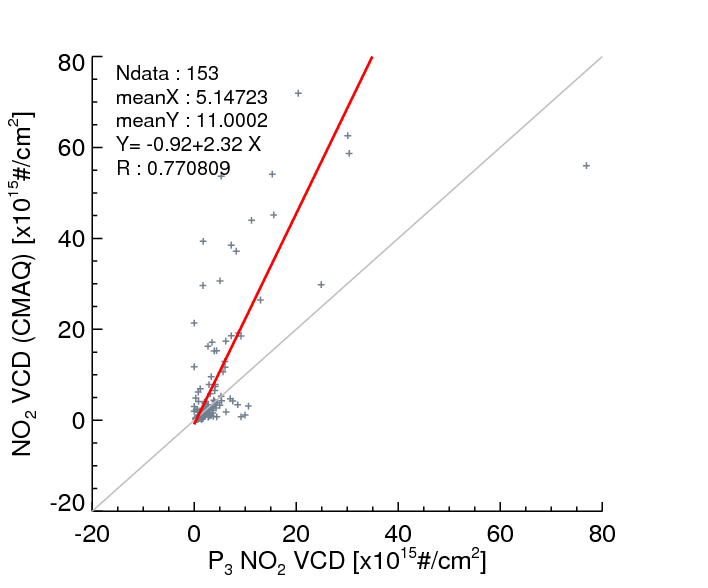 80
60
40
20
0
-20
NO2 VCD (CMAQ) [x10^15#/cm^2]
Ndata : 153
meanX : 5.14723
meanY : 11.0002
Y= -0.92+2.32 X
R : 0.770809
-20 0 20 40 60 80
P3 NO2 VCD [x10^15#/cm^2]